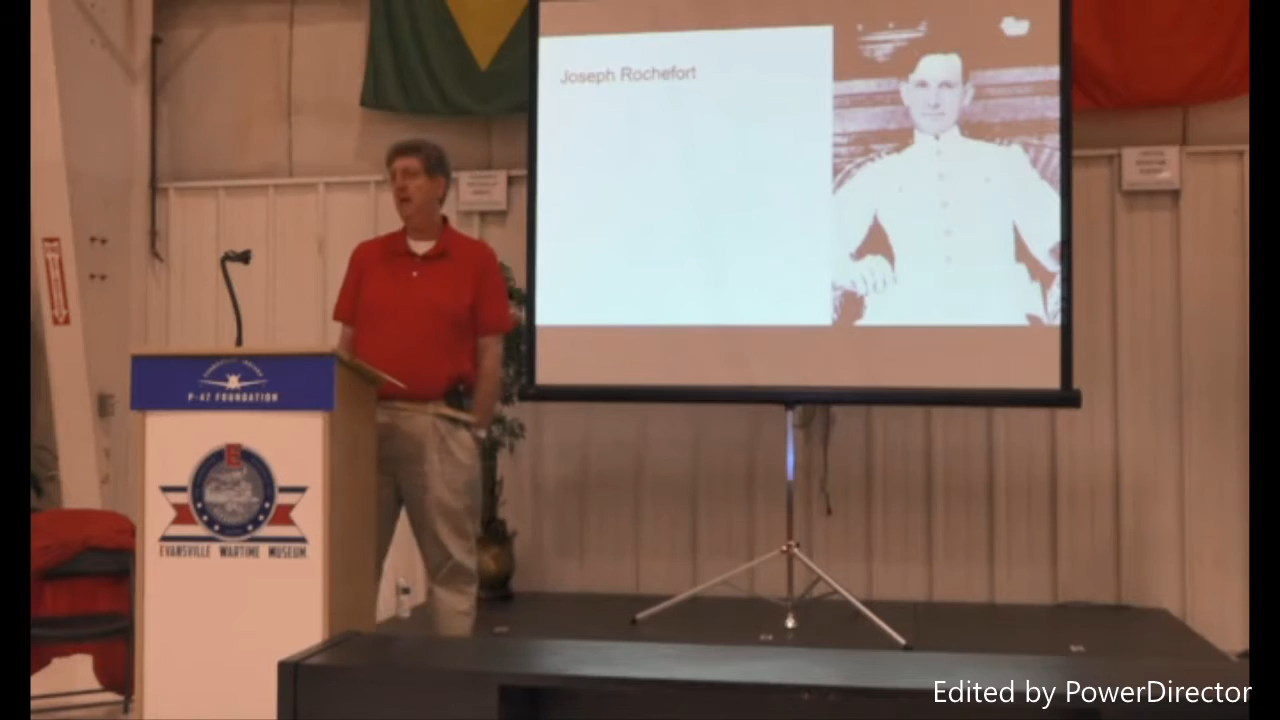 Joseph Rochefort
P-47 FOUNDATION
EVANSVILLE WARTIME MUSEUM
Edited by PowerDirector